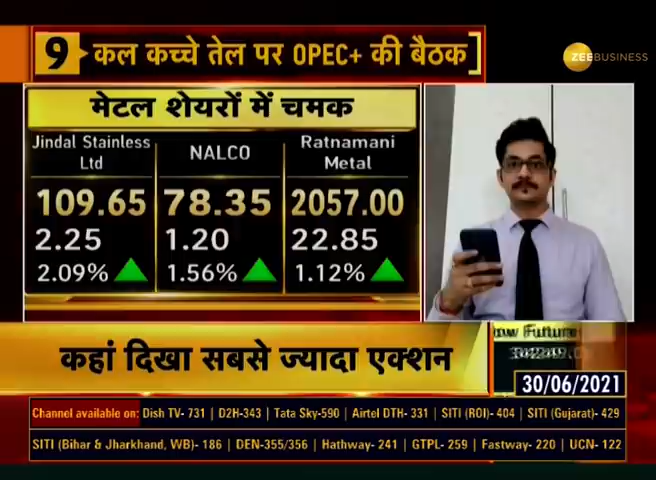 9 कल कच्चे तेल पर OPEC+ की बैठक
ZEEBUSINESS
मेटल शेयरों में चमक
Jindal Stainless Ltd
109.65
2.25
2.09%
NALCO
78.35
1.20
1.56%
Ratnamani Metal
2057.00
22.85
1.12%
कहां दिखा सबसे ज्यादा एक्शन
Future
30/06/2021
Channel available on: Dish TV- 731 | D2H-343 | Tata Sky-590 | Airtel DTH- 331 | SITI (ROI)- 404 | SITI (Gujarat)- 429
SITI (Bihar & Jharkhand, WB)- 186 | DEN-355/356 | Hathway- 241 | GTPL- 259 | Fastway- 220 | UCN- 122